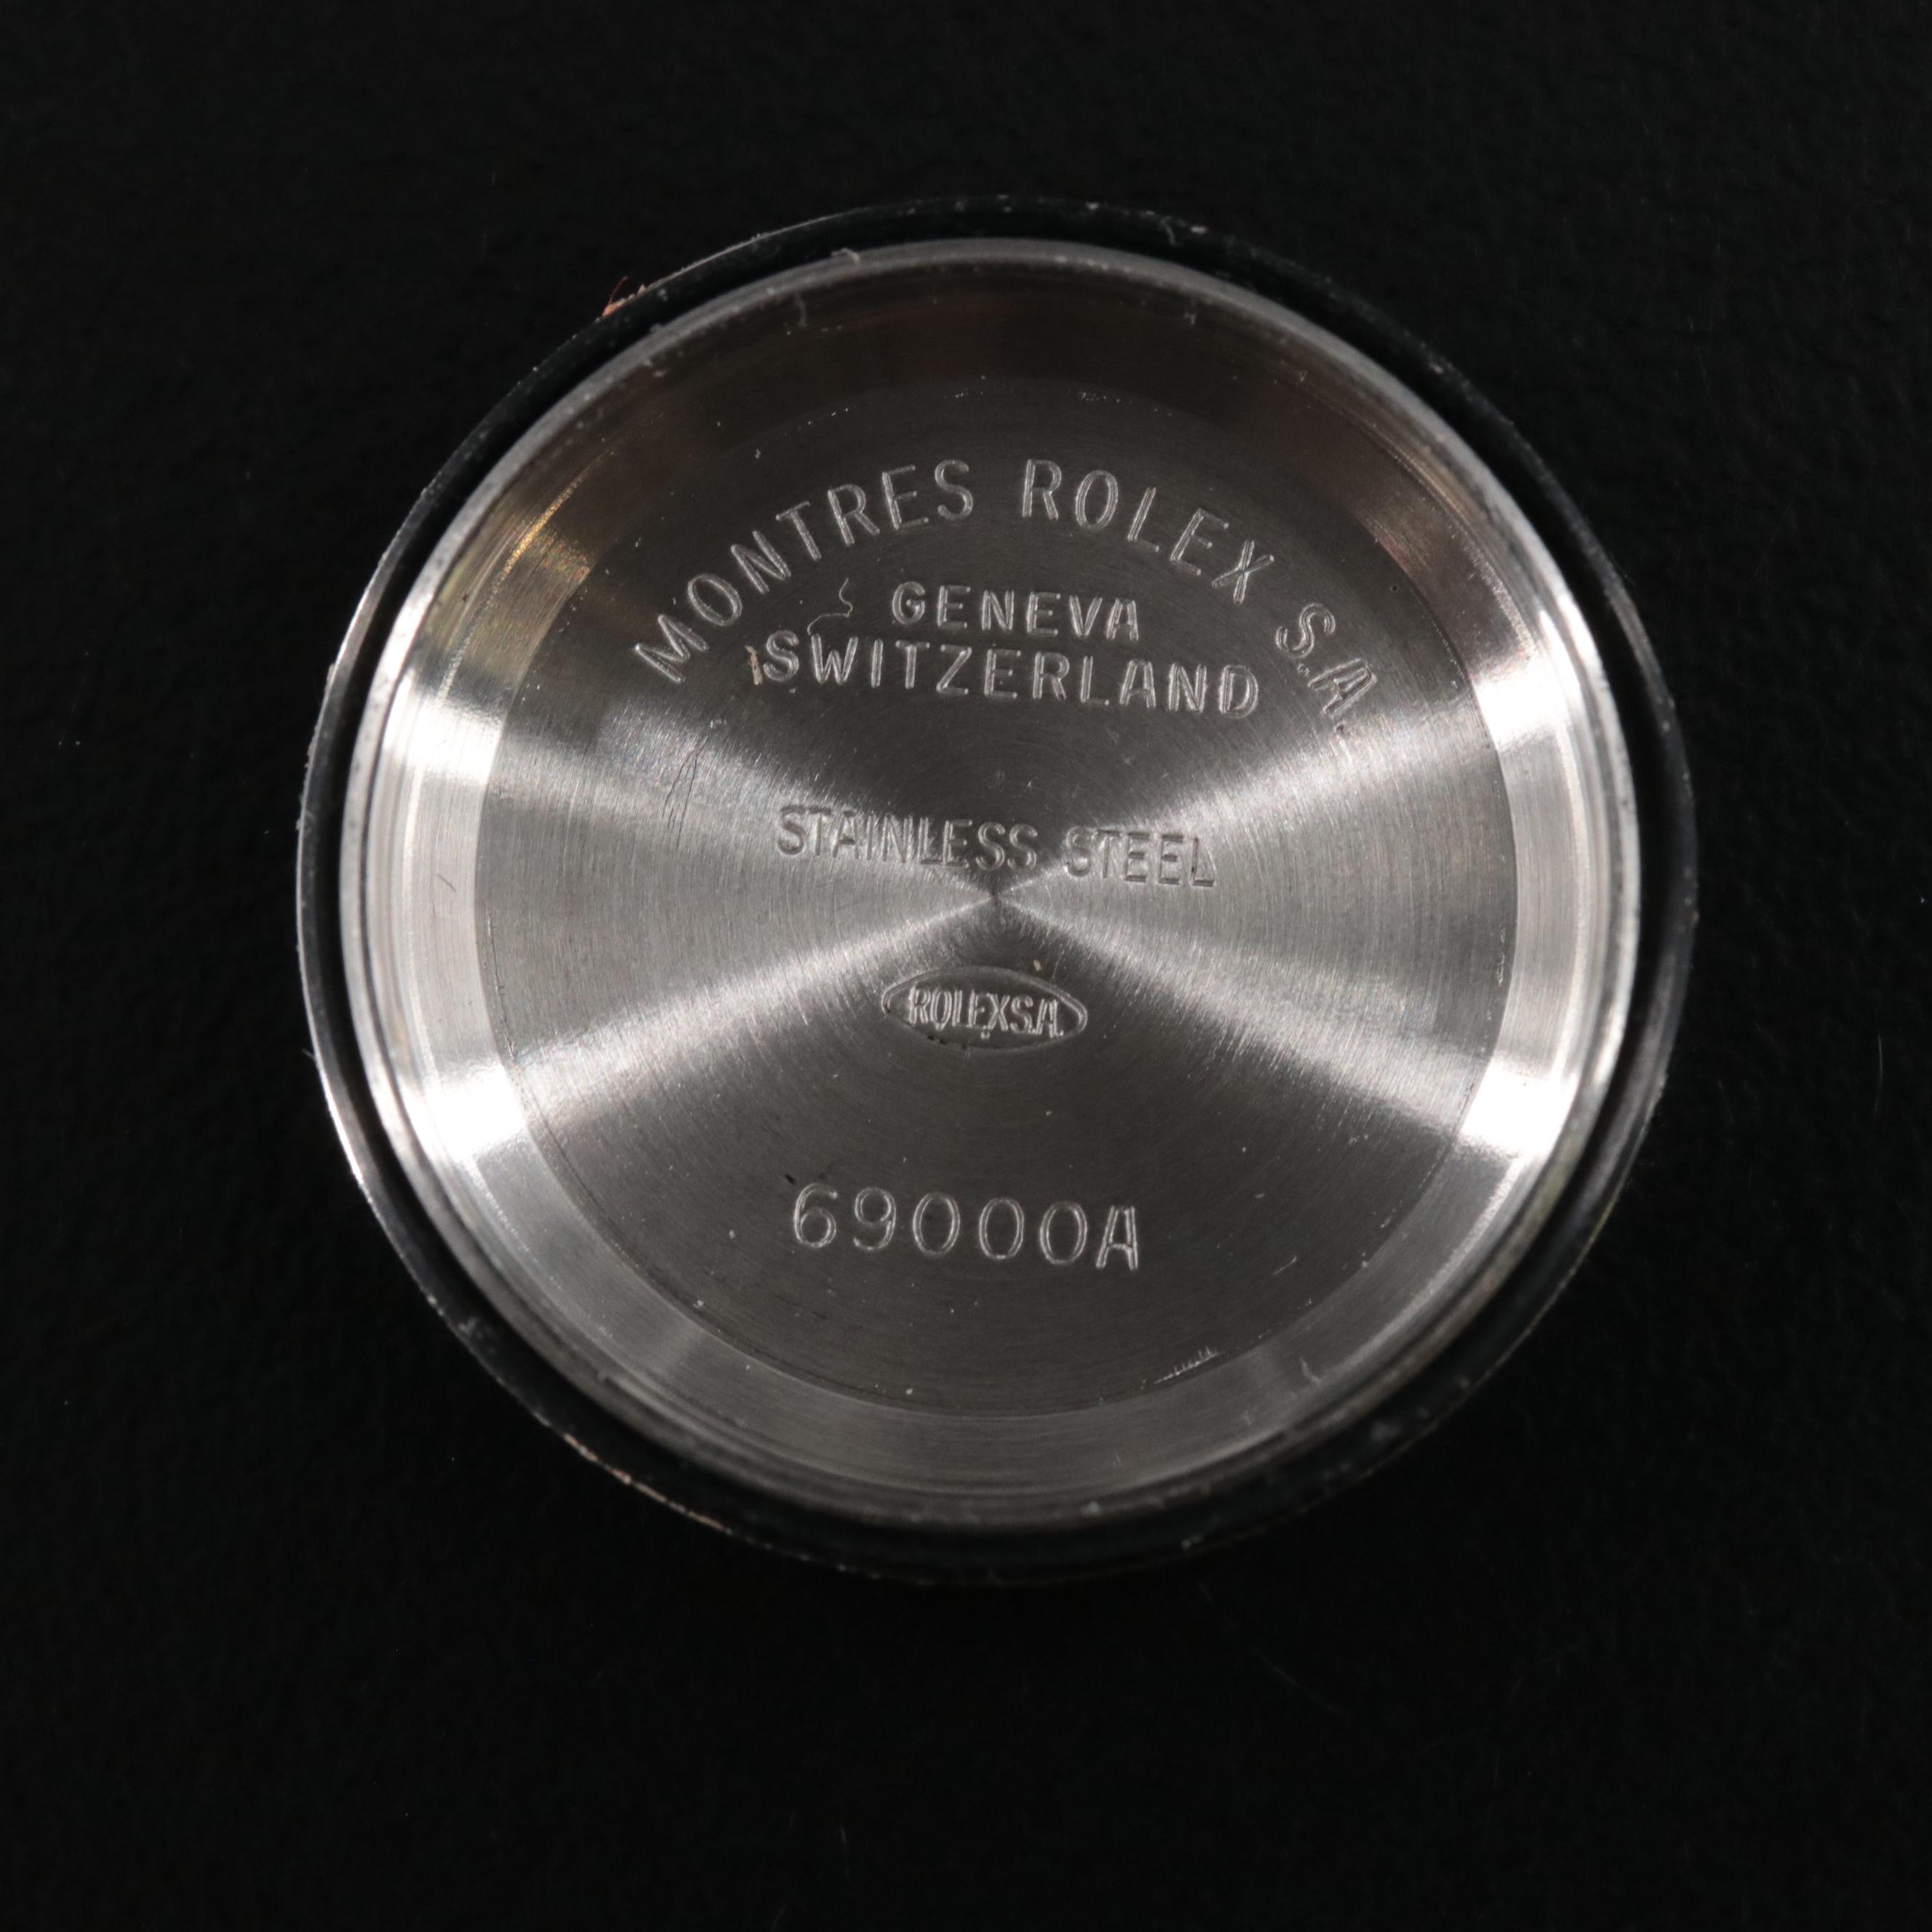 MONTRES ROLEX S.A.
GENEVA
SWITZERLAND
STAINLESS STEEL
ROLEX S.A.
69000A